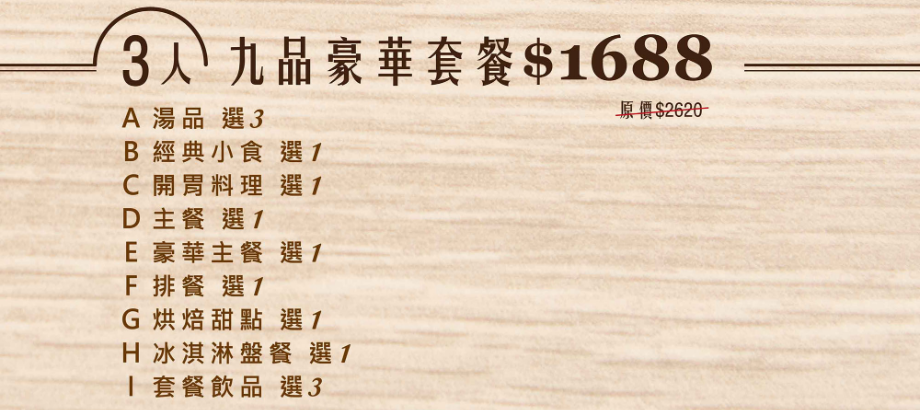 3人 九品豪華套餐$1688
原價$2620
A 湯品 選3
B 經典小食 選1
C 開胃料理 選1
D 主餐 選1
E 豪華主餐 選1
F 排餐 選1
G 烘焙甜點 選1
H 冰淇淋盤餐 選1
I 套餐飲品 選3